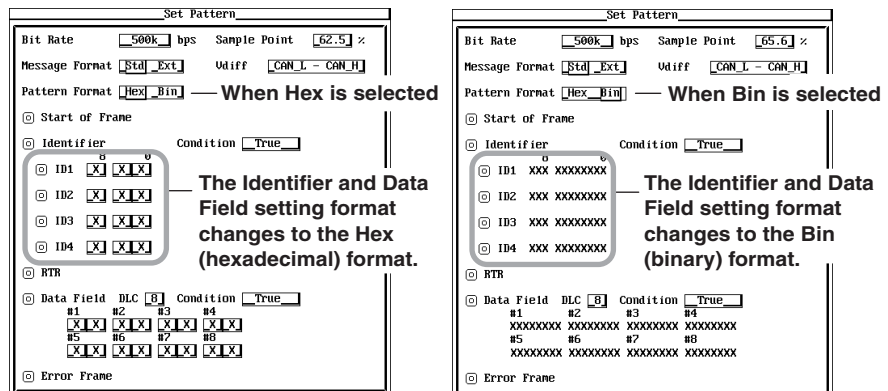 Set Pattern
Bit Rate 500k bps Sample Point 62.5 %
Message Format Std Ext Vdiff CAN_L - CAN_H
Pattern Format Hex Bin When Hex is selected
Start of Frame
Identifier Condition True
8 0
ID1 X X X
ID2 X X X
ID3 X X X
ID4 X X X
The Identifier and Data
Field setting format
changes to the Hex
(hexadecimal) format.
RTR
Data Field DLC 8 Condition True
#1 #2 #3 #4
X X X X X X X X
#5 #6 #7 #8
X X X X X X X X
Error Frame
Set Pattern
Bit Rate 500k bps Sample Point 65.6 %
Message Format Std Ext Vdiff CAN_L - CAN_H
Pattern Format Hex Bin When Bin is selected
Start of Frame
Identifier Condition True
8 0
ID1 XXX XXXXXXXX
ID2 XXX XXXXXXXX
ID3 XXX XXXXXXXX
ID4 XXX XXXXXXXX
The Identifier and Data
Field setting format
changes to the Bin
(binary) format.
RTR
Data Field DLC 8 Condition True
#1 #2 #3 #4
XXXXXXXX XXXXXXXX XXXXXXXX XXXXXXXX
#5 #6 #7 #8
XXXXXXXX XXXXXXXX XXXXXXXX XXXXXXXX
Error Frame